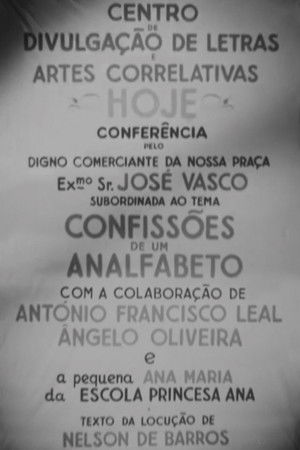 CENTRO
DE
DIVULGAÇÃO DE LETRAS
E
ARTES CORRELATIVAS
HOJE
CONFERÊNCIA
PELO
DIGNO COMERCIANTE DA NOSSA PRAÇA
Ex.mo Sr. JOSÉ VASCO
SUBORDINADA AO TEMA
CONFISSÕES
DE UM
ANALFABETO
COM A COLABORAÇÃO DE
ANTÓNIO FRANCISCO LEAL
ÂNGELO OLIVEIRA
e
a pequena ANA MARIA
da ESCOLA PRINCESA ANA
TEXTO DA LOCUÇÃO DE
NELSON DE BARROS